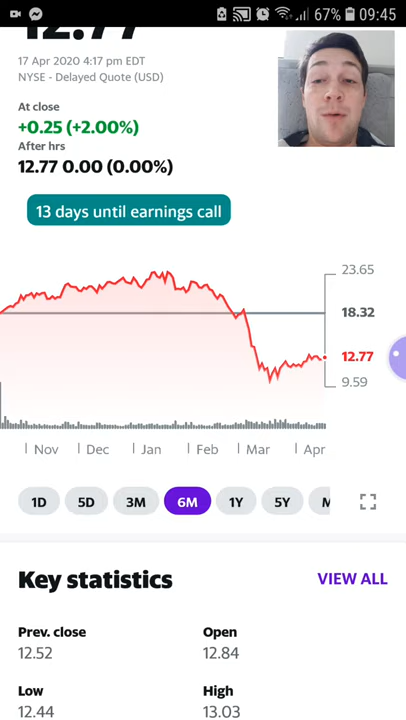 67% 09:45
12.77
17 Apr 2020 4:17 pm EDT
NYSE - Delayed Quote (USD)
At close
+0.25 (+2.00%)
After hrs
12.77 0.00 (0.00%)
13 days until earnings call
23.65
18.32
12.77
9.59
Nov Dec Jan Feb Mar Apr
1D 5D 3M 6M 1Y 5Y M
Key statistics VIEW ALL
Prev. close Open
12.52 12.84
Low High
12.44 13.03